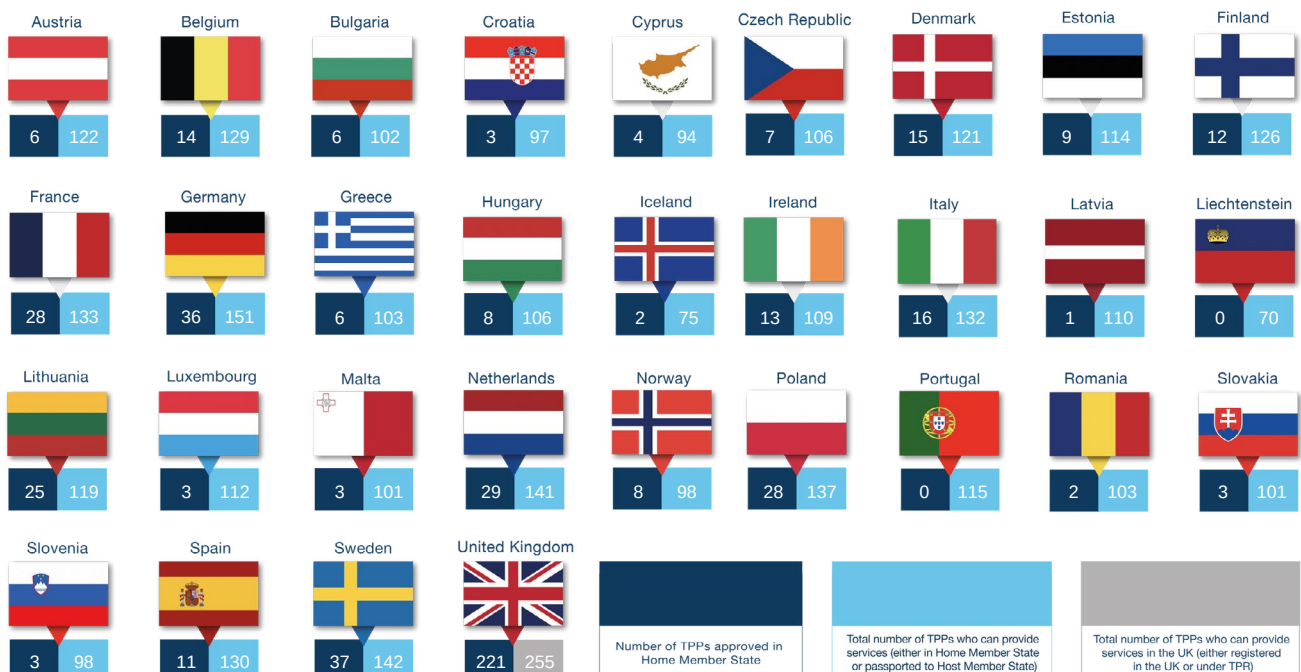 Austria
6 122
Belgium
14 129
Bulgaria
6 102
Croatia
3 97
Cyprus
4 94
Czech Republic
7 106
Denmark
15 121
Estonia
9 114
Finland
12 126
France
28 133
Germany
36 151
Greece
6 103
Hungary
8 106
Iceland
2 75
Ireland
13 109
Italy
16 132
Latvia
1 110
Liechtenstein
0 70
Lithuania
25 119
Luxembourg
3 112
Malta
3 101
Netherlands
29 141
Norway
8 98
Poland
28 137
Portugal
0 115
Romania
2 103
Slovakia
3 101
Slovenia
3 98
Spain
11 130
Sweden
37 142
United Kingdom
221 255
Number of TPPs approved in
Home Member State
Total number of TPPs who can provide
services (either in Home Member State
or passported to Host Member State)
Total number of TPPs who can provide
services in the UK (either registered
in the UK or under TPR)